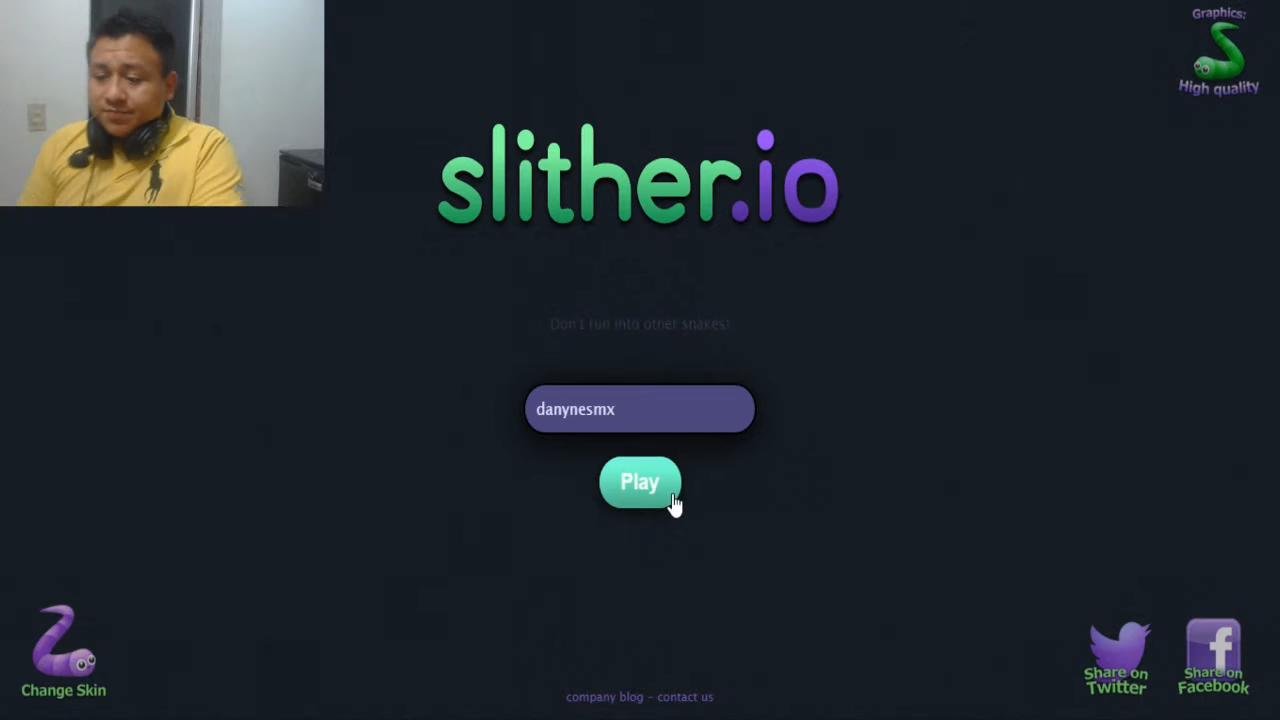 Graphics:
High quality
slither.io
Don't run into other snakes!
danynesmx
Play
Change Skin
Share on
Twitter
Share on
Facebook
company blog - contact us